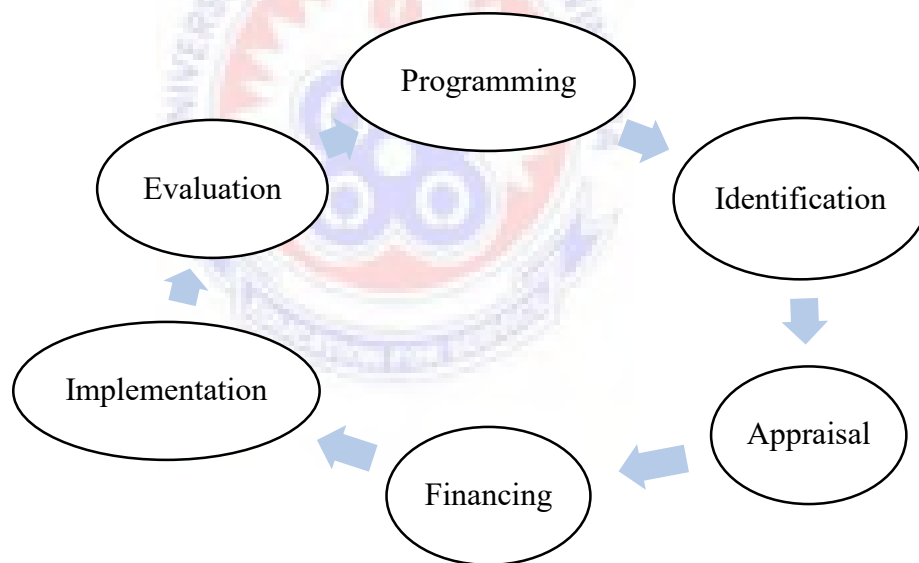 Programming
Identification
Appraisal
Financing
Implementation
Evaluation